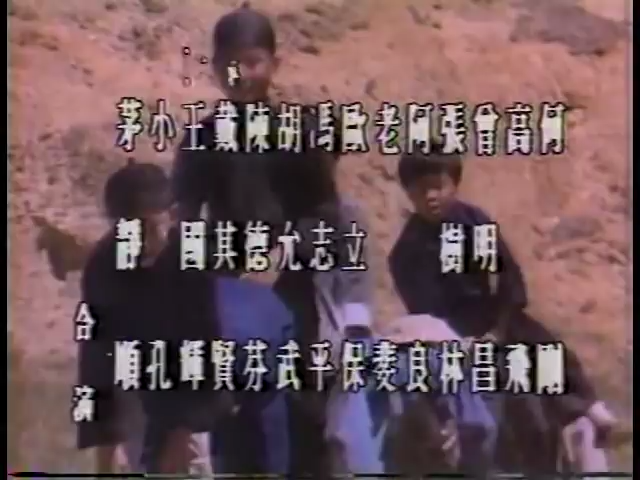 何剛
高飛
曾明昌
張樹林
阿良
老
歐立保
馮志平
胡允武
陳德芬
戴其賢
王國輝
小孔
茅靜順
合演